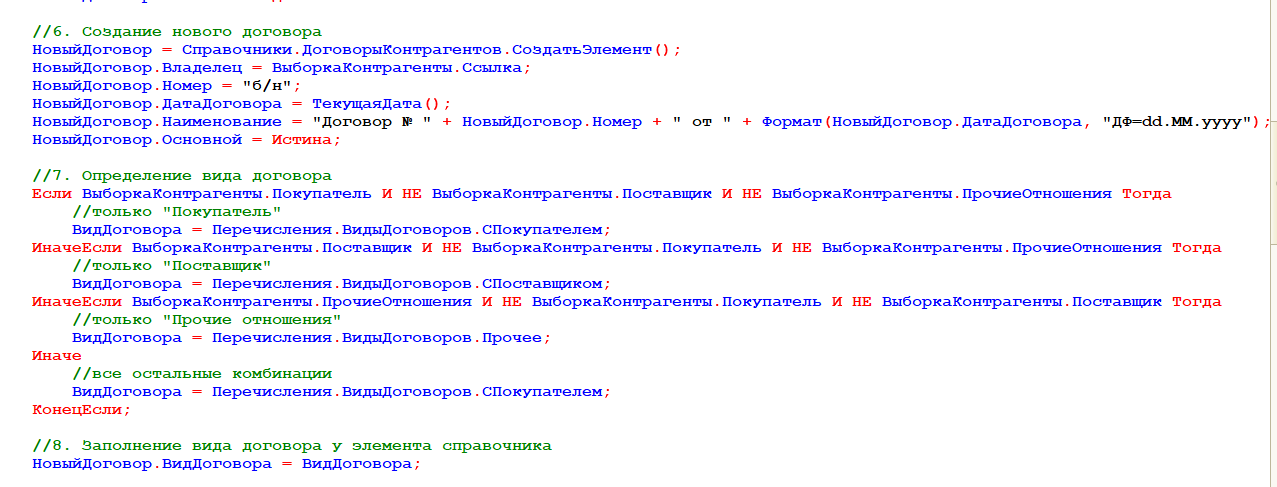 //6. Создание нового договора
НовыйДоговор = Справочники.ДоговорыКонтрагентов.СоздатьЭлемент();
НовыйДоговор.Владелец = ВыборкаКонтрагенты.Ссылка;
НовыйДоговор.Номер = "б/н";
НовыйДоговор.ДатаДоговора = ТекущаяДата();
НовыйДоговор.Наименование = "Договор № " + НовыйДоговор.Номер + " от " + Формат(НовыйДоговор.ДатаДоговора, "ДФ=dd.MM.yyyy");
НовыйДоговор.Основной = Истина;
//7. Определение вида договора
Если ВыборкаКонтрагенты.Покупатель И НЕ ВыборкаКонтрагенты.Поставщик И НЕ ВыборкаКонтрагенты.ПрочиеОтношения Тогда
//только "Покупатель"
ВидДоговора = Перечисления.ВидыДоговоров.СПокупателем;
ИначеЕсли ВыборкаКонтрагенты.Поставщик И НЕ ВыборкаКонтрагенты.Покупатель И НЕ ВыборкаКонтрагенты.ПрочиеОтношения Тогда
//только "Поставщик"
ВидДоговора = Перечисления.ВидыДоговоров.СПоставщиком;
ИначеЕсли ВыборкаКонтрагенты.ПрочиеОтношения И НЕ ВыборкаКонтрагенты.Покупатель И НЕ ВыборкаКонтрагенты.Поставщик Тогда
//только "Прочие отношения"
ВидДоговора = Перечисления.ВидыДоговоров.Прочее;
Иначе
//все остальные комбинации
ВидДоговора = Перечисления.ВидыДоговоров.СПокупателем;
КонецЕсли;
//8. Заполнение вида договора у элемента справочника
НовыйДоговор.ВидДоговора = ВидДоговора;